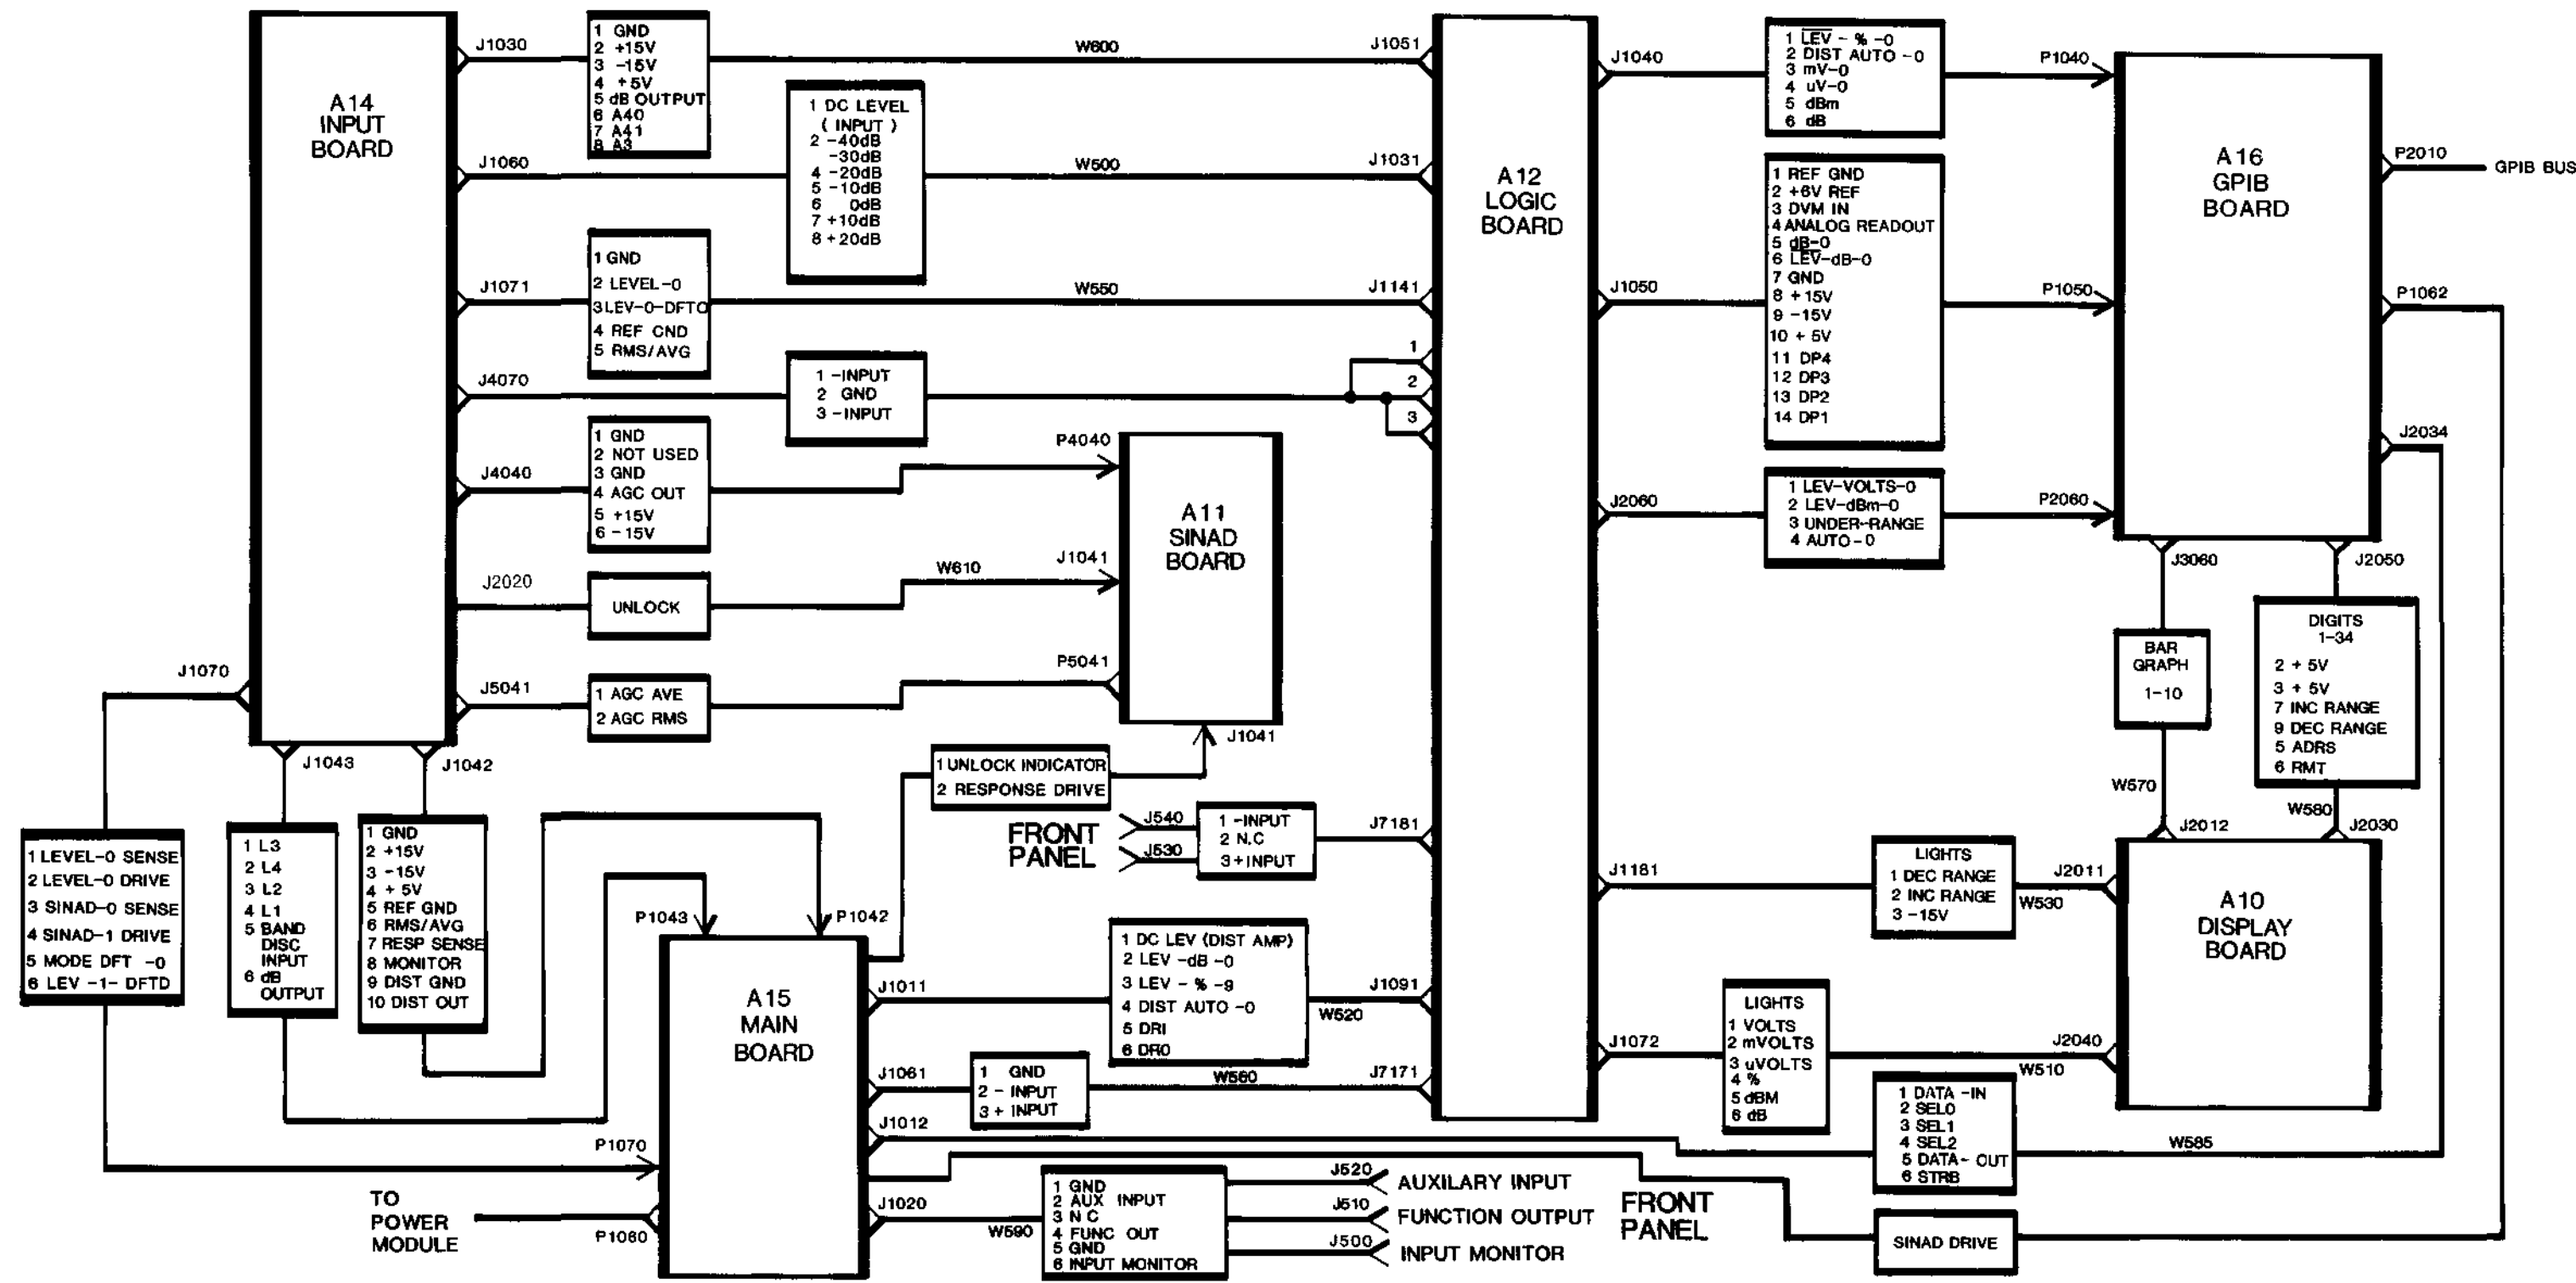 A14
INPUT
BOARD
J1030
1 GND
2 +15V
3 -15V
4 +5V
5 dB OUTPUT
6 A40
7 A41
8 A3
W600
J1051
J1060
1 DC LEVEL
( INPUT )
2 -40dB
-30dB
4 -20dB
5 -10dB
6 0dB
7 +10dB
8 +20dB
W500
J1031
J1071
1 GND
2 LEVEL-0
3 LEV-0-DFTO
4 REF CND
5 RMS/AVG
W550
J1141
J4070
1 -INPUT
2 GND
3 -INPUT
1
2
3
J4040
1 GND
2 NOT USED
3 GND
4 AGC OUT
5 +15V
6 -15V
P4040
J2020
UNLOCK
W610
J1041
J5041
1 AGC AVE
2 AGC RMS
P5041
A11
SINAD
BOARD
J1041
1 UNLOCK INDICATOR
2 RESPONSE DRIVE
J1070
J1043
J1042
1 LEVEL-0 SENSE
2 LEVEL-0 DRIVE
3 SINAD-0 SENSE
4 SINAD-1 DRIVE
5 MODE DFT -0
6 LEV -1- DFTD
1 L3
2 L4
3 L2
4 L1
5 BAND
DISC
INPUT
6 dB
OUTPUT
1 GND
2 +15V
3 -15V
4 + 5V
5 REF GND
6 RMS/AVG
7 RESP SENSE
8 MONITOR
9 DIST GND
10 DIST OUT
FRONT
PANEL
J540
J530
1 -INPUT
2 N.C
3 +INPUT
J7181
P1043
P1042
A15
MAIN
BOARD
J1011
1 DC LEV (DIST AMP)
2 LEV -dB -0
3 LEV - % -9
4 DIST AUTO -0
5 DRI
6 DRO
W520
J1091
J1061
1 GND
2 - INPUT
3 + INPUT
W560
J7171
J1012
P1070
TO
POWER
MODULE
P1060
J1020
W590
1 GND
2 AUX INPUT
3 N C
4 FUNC OUT
5 GND
6 INPUT MONITOR
J520
AUXILARY INPUT
J510
FUNCTION OUTPUT
J500
INPUT MONITOR
FRONT
PANEL
A12
LOGIC
BOARD
J1040
1 L̅E̅V̅ - % -0
2 DIST AUTO -0
3 mV-0
4 uV-0
5 dBm
6 dB
P1040
J1050
1 REF GND
2 +6V REF
3 DVM IN
4 ANALOG READOUT
5 dB-0
6 L̅E̅V̅-dB-0
7 GND
8 +15V
9 -15V
10 + 5V
11 DP4
12 DP3
13 DP2
14 DP1
P1050
J2060
1 LEV-VOLTS-0
2 LEV-dBm-0
3 UNDER-RANGE
4 AUTO-0
P2060
A16
GPIB
BOARD
P2010
GPIB BUS
P1062
J2034
J3060
J2050
BAR
GRAPH
1-10
DIGITS
1-34
2 + 5V
3 + 5V
7 INC RANGE
9 DEC RANGE
5 ADRS
6 RMT
W570
W580
J2012
J2030
J1181
LIGHTS
1 DEC RANGE
2 INC RANGE
3 -15V
J2011
W530
A10
DISPLAY
BOARD
J1072
LIGHTS
1 VOLTS
2 mVOLTS
3 uVOLTS
4 %
5 dBM
6 dB
J2040
W510
1 DATA -IN
2 SEL0
3 SEL1
4 SEL2
5 DATA- OUT
6 STRB
W585
SINAD DRIVE